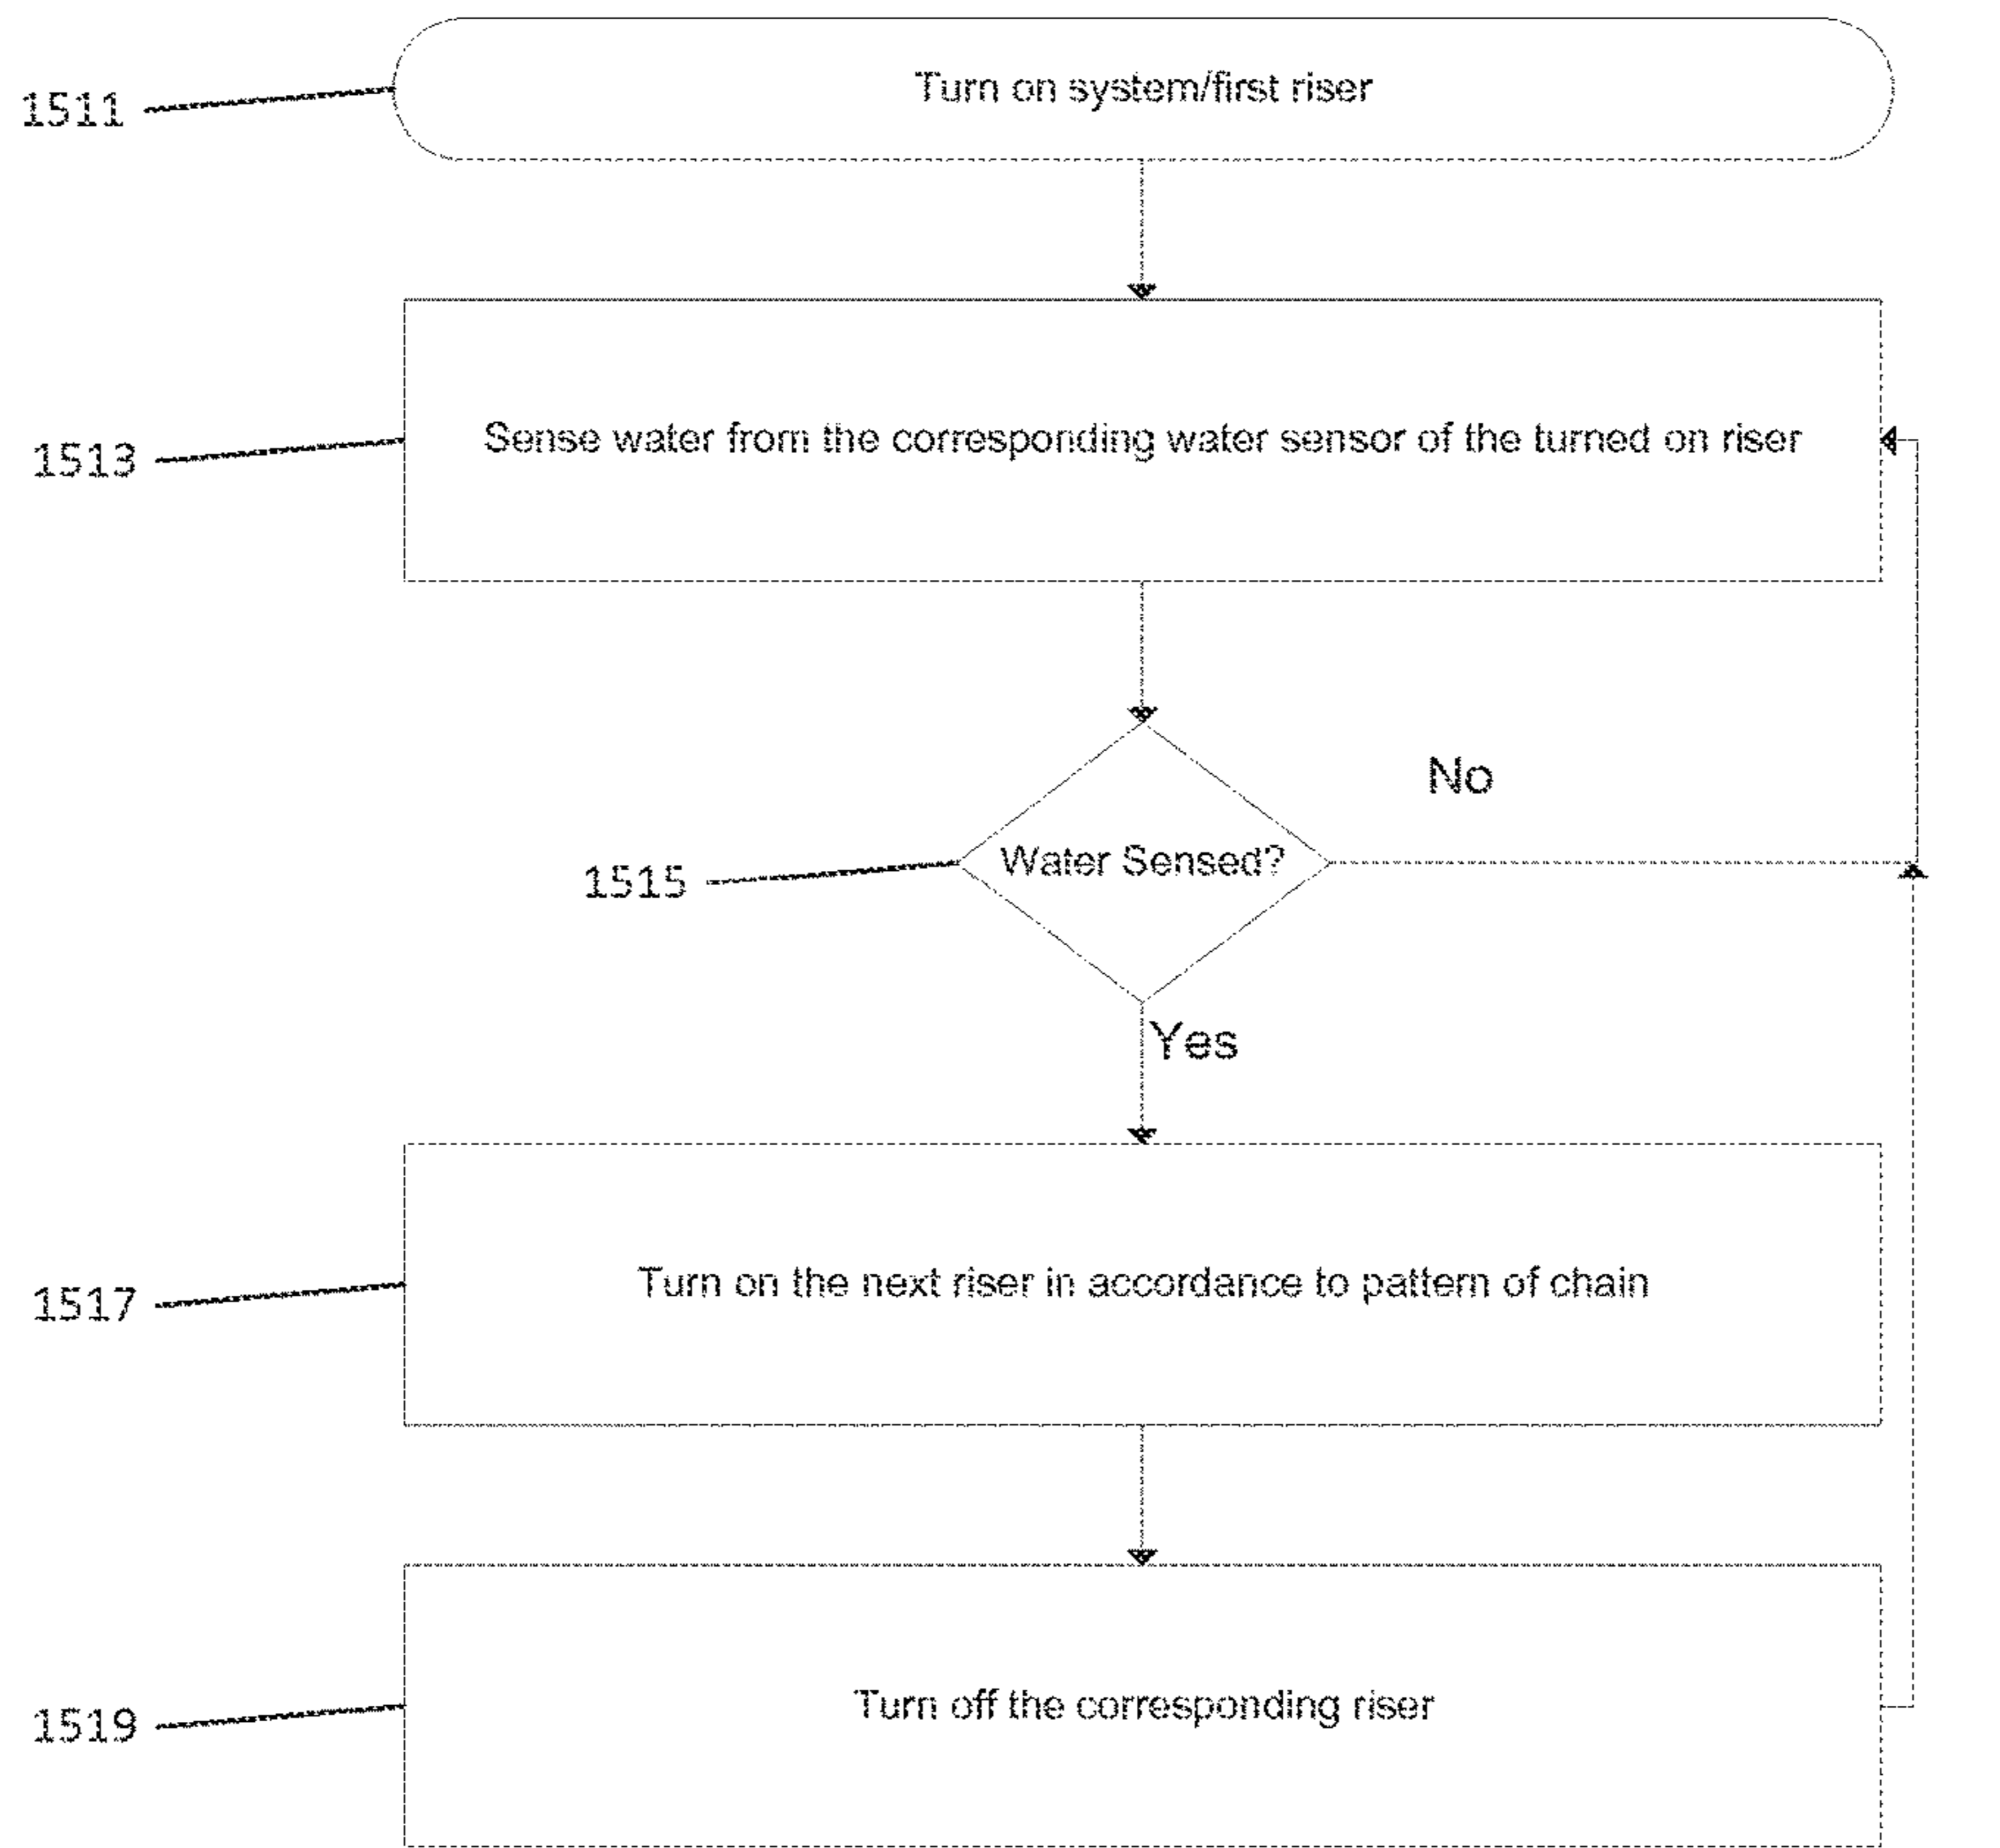 Turn on system/first riser
1511
Sense water from the corresponding water sensor of the turned on riser
1513
No
Water Sensed?
1515
Yes
Turn on the next riser in accordance to pattern of chain
1517
Turn off the corresponding riser
1519